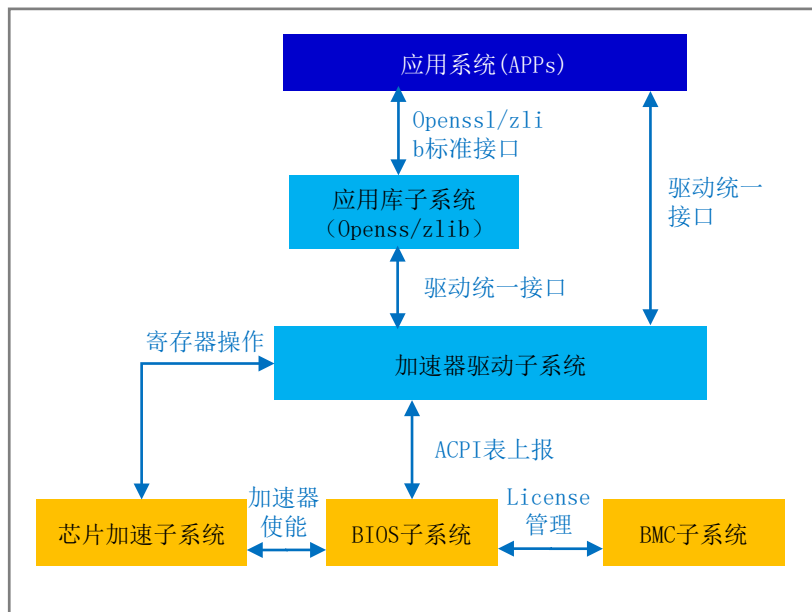 应用系统(APPs)
Openssl/zli
b标准接口
驱动统一
接口
应用库子系统
（Openss/zlib）
驱动统一接口
寄存器操作
加速器驱动子系统
ACPI表上报
加速器
使能
License
管理
芯片加速子系统
BIOS子系统
BMC子系统